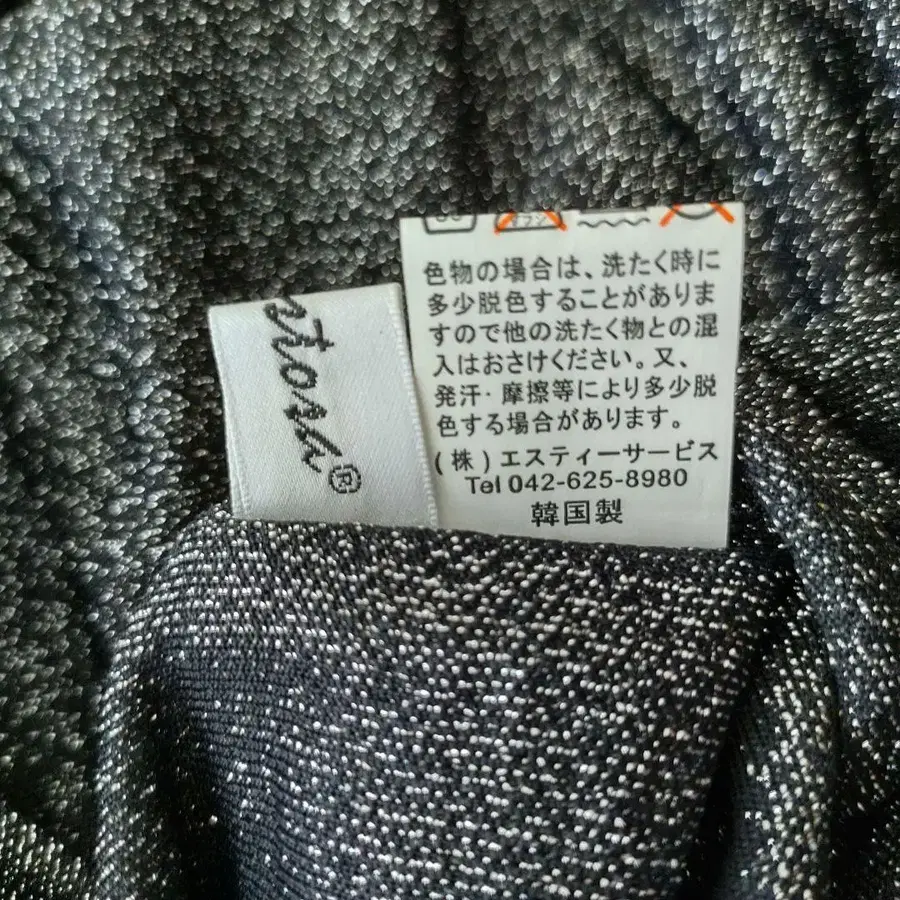 色物の場合は、洗たく時に
多少脱色することがありま
すので他の洗たく物との混
入はおさけください。又、
発汗・摩擦等により多少脱
色する場合があります。
(株)エスティーサービス
Tel 042-625-8980
韓国製
®